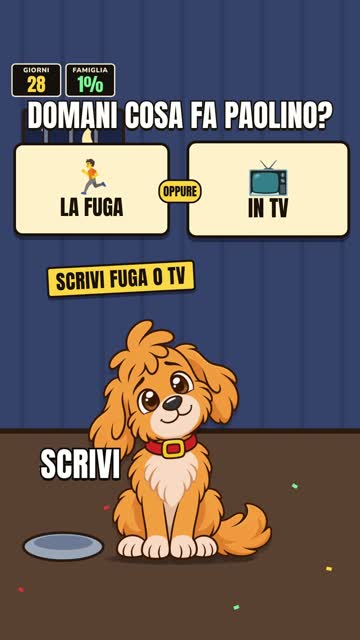 GIORNI
28
FAMIGLIA
1%
DOMANI COSA FA PAOLINO?
LA FUGA
OPPURE
IN TV
SCRIVI FUGA O TV
SCRIVI